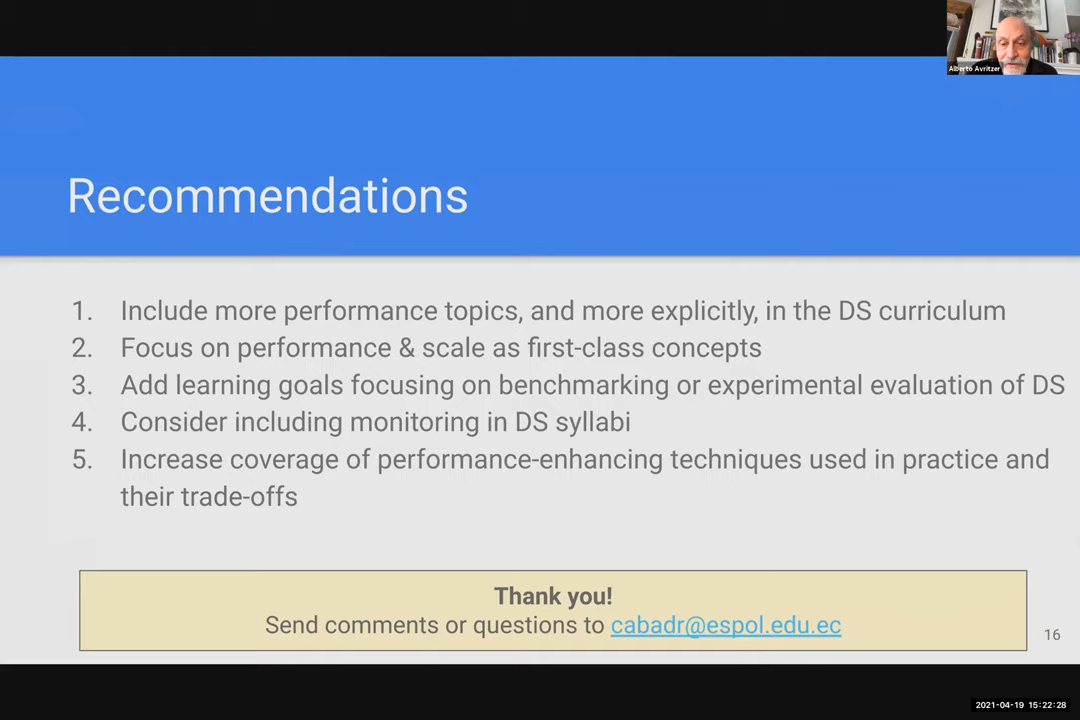 Alberto Avritzer
Recommendations
1. Include more performance topics, and more explicitly, in the DS curriculum
2. Focus on performance & scale as first-class concepts
3. Add learning goals focusing on benchmarking or experimental evaluation of DS
4. Consider including monitoring in DS syllabi
5. Increase coverage of performance-enhancing techniques used in practice and
their trade-offs
Thank you!
Send comments or questions to cabadr@espol.edu.ec
16
2021-04-19 15:22:28